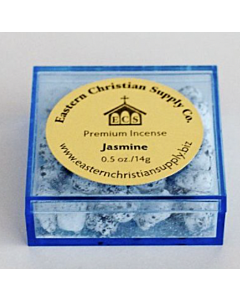 Eastern Christian Supply Co.
ECS
Premium Incense
Jasmine
0.5 oz./14g
www.easternchristiansupply.biz